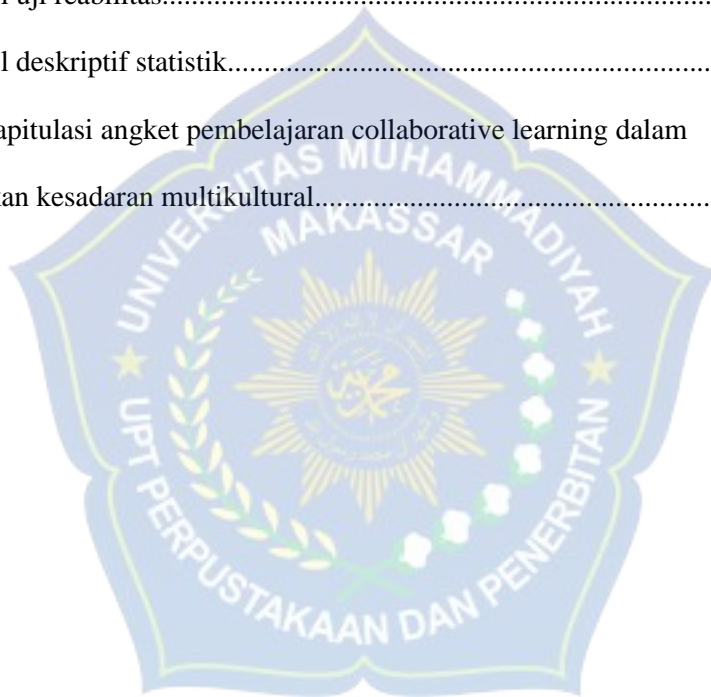 uji reabilitas................................................................
l deskriptif statistik................................................................
apitulasi angket pembelajaran collaborative learning dalam
kan kesadaran multikultural................................................................
UNIVERSITAS MUHAMMADIYAH
MAKASSAR
UPT PERPUSTAKAAN DAN PENERBITAN